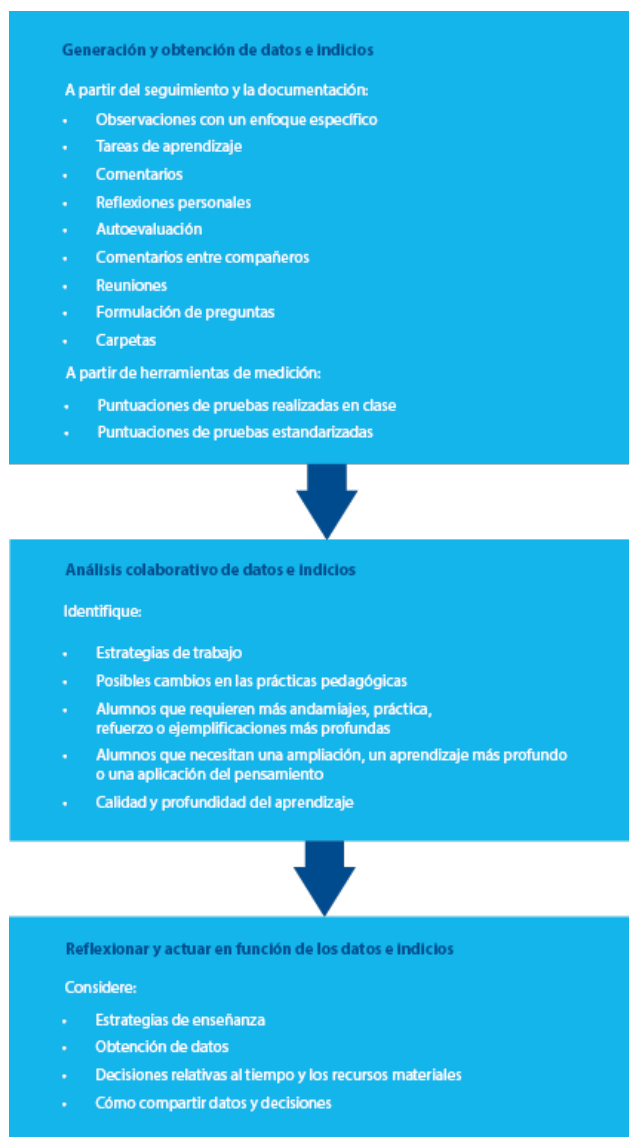 Generación y obtención de datos e indicios
A partir del seguimiento y la documentación:
• Observaciones con un enfoque específico
• Tareas de aprendizaje
• Comentarios
• Reflexiones personales
• Autoevaluación
• Comentarios entre compañeros
• Reuniones
• Formulación de preguntas
• Carpetas
A partir de herramientas de medición:
• Puntuaciones de pruebas realizadas en clase
• Puntuaciones de pruebas estandarizadas
Análisis colaborativo de datos e indicios
Identifique:
• Estrategias de trabajo
• Posibles cambios en las prácticas pedagógicas
• Alumnos que requieren más andamiajes, práctica,
refuerzo o ejemplificaciones más profundas
• Alumnos que necesitan una ampliación, un aprendizaje más profundo
o una aplicación del pensamiento
• Calidad y profundidad del aprendizaje
Reflexionar y actuar en función de los datos e indicios
Considere:
• Estrategias de enseñanza
• Obtención de datos
• Decisiones relativas al tiempo y los recursos materiales
• Cómo compartir datos y decisiones